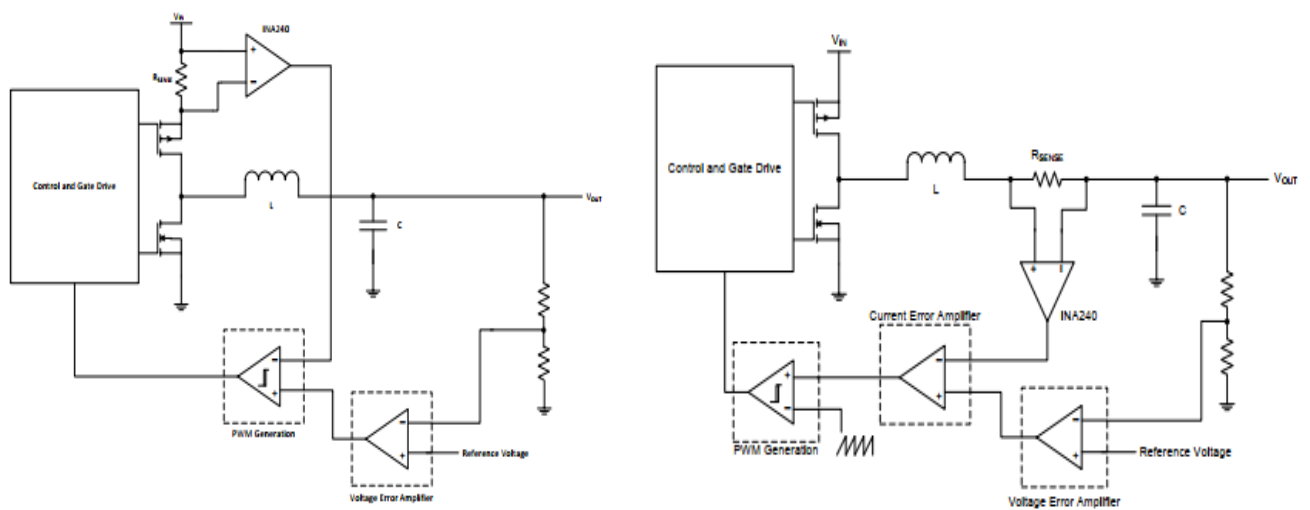 VIN
INA240
RSENSE
+
−
Control and Gate Drive
L
VOUT
C
−
+
PWM Generation
−
+
Reference Voltage
Voltage Error Amplifier
VIN
Control and Gate Drive
L
RSENSE
VOUT
C
+
−
INA240
Current Error Amplifier
−
+
+
−
PWM Generation
−
+
Reference Voltage
Voltage Error Amplifier